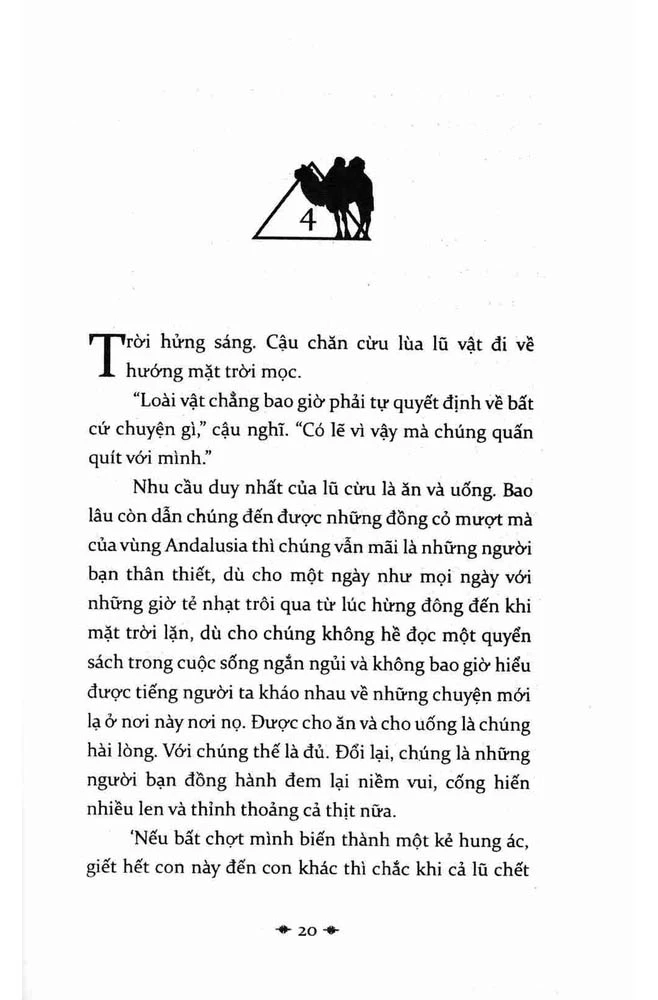 4
Trời hửng sáng. Cậu chăn cừu lùa lũ vật đi về
hướng mặt trời mọc.
“Loài vật chẳng bao giờ phải tự quyết định về bất
cứ chuyện gì,” cậu nghĩ. “Có lẽ vì vậy mà chúng quấn
quít với mình.”
Nhu cầu duy nhất của lũ cừu là ăn và uống. Bao
lâu còn dẫn chúng đến được những đồng cỏ mượt mà
của vùng Andalusia thì chúng vẫn mãi là những người
bạn thân thiết, dù cho một ngày như mọi ngày với
những giờ tẻ nhạt trôi qua từ lúc hừng đông đến khi
mặt trời lặn, dù cho chúng không hề đọc một quyển
sách trong cuộc sống ngắn ngủi và không bao giờ hiểu
được tiếng người ta kháo nhau về những chuyện mới
lạ ở nơi này nơi nọ. Được cho ăn và cho uống là chúng
hài lòng. Với chúng thế là đủ. Đổi lại, chúng là những
người bạn đồng hành đem lại niềm vui, cống hiến
nhiều len và thỉnh thoảng cả thịt nữa.
‘Nếu bất chợt mình biến thành một kẻ hung ác,
giết hết con này đến con khác thì chắc khi cả lũ chết
20